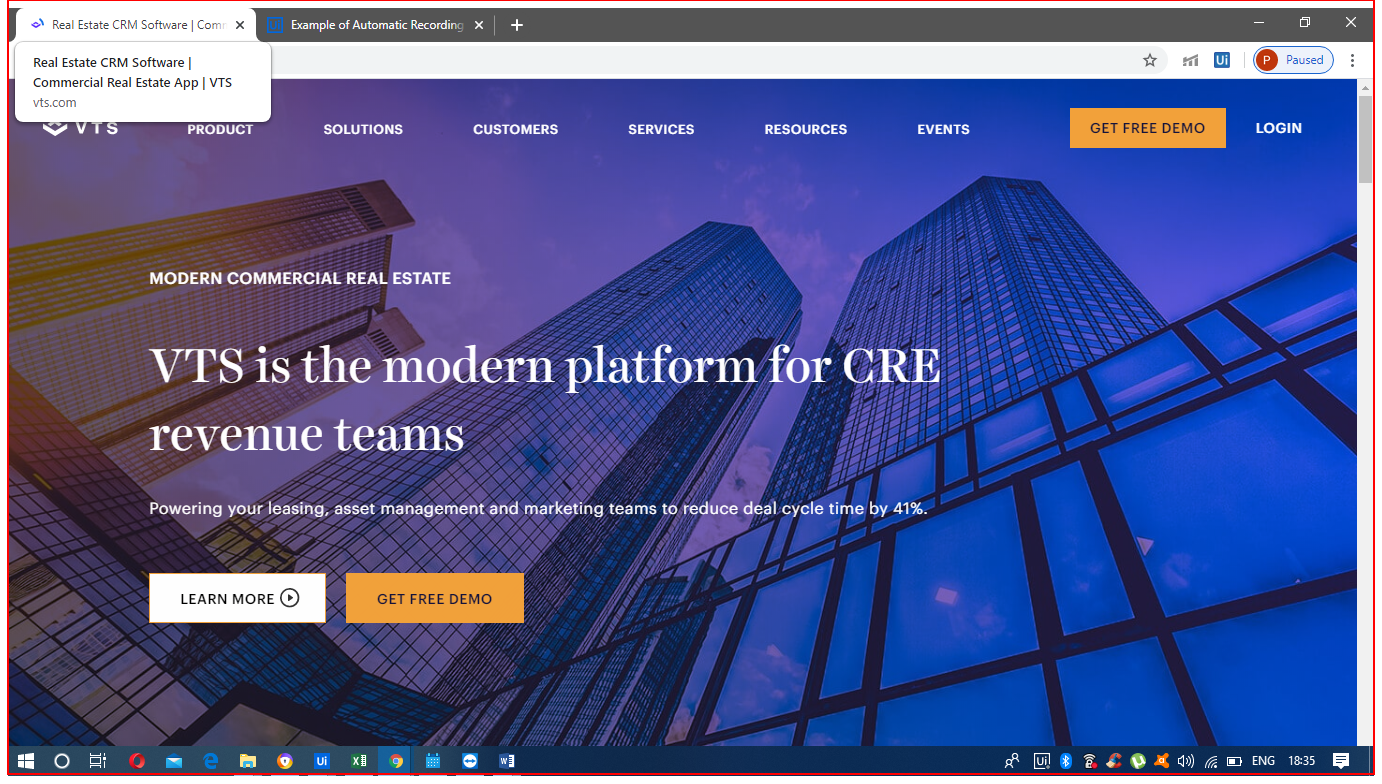 Real Estate CRM Software | Comm
Example of Automatic Recording
Real Estate CRM Software |
Commercial Real Estate App | VTS
vts.com
Ui
P Paused
VTS
PRODUCT
SOLUTIONS
CUSTOMERS
SERVICES
RESOURCES
EVENTS
GET FREE DEMO
LOGIN
MODERN COMMERCIAL REAL ESTATE
VTS is the modern platform for CRE
revenue teams
Powering your leasing, asset management and marketing teams to reduce deal cycle time by 41%.
LEARN MORE
GET FREE DEMO
Ui
Ui
ENG
18:35